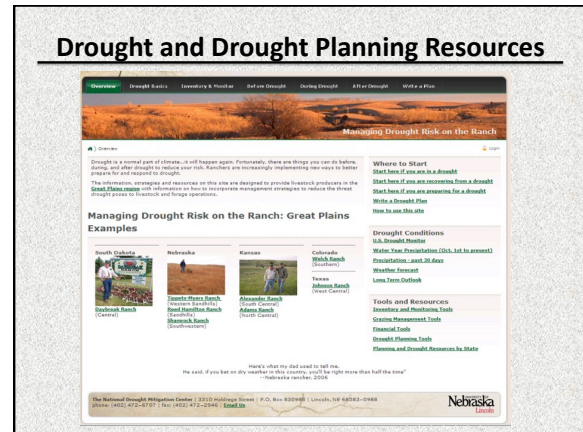 Drought and Drought Planning Resources
Overview Drought Basics Inventory & Monitor Before Drought During Drought After Drought Write a Plan
Managing Drought Risk on the Ranch
Overview
Login
Drought is a normal part of climate...it will happen again. Fortunately, there are things you can do before,
during, and after drought to reduce your risk. Ranchers are increasingly implementing new ways to better
prepare for and respond to drought.
The information, strategies and resources on this site are designed to provide livestock producers in the
Great Plains region with information on how to incorporate management strategies to reduce the threat
drought poses to livestock and forage operations.
Managing Drought Risk on the Ranch: Great Plains
Examples
South Dakota
Daybreak Ranch
(Central)
Nebraska
Tippets-Myers Ranch
(Western Sandhills)
Reed Hamilton Ranch
(Sandhills)
Shamrock Ranch
(Southwestern)
Kansas
Alexander Ranch
(South Central)
Adams Ranch
(North Central)
Colorado
Welch Ranch
(Southern)
Texas
Johnson Ranch
(West Central)
Where to Start
Start here if you are in a drought
Start here if you are recovering from a drought
Start here if you are preparing for a drought
Write a Drought Plan
How to use this site
Drought Conditions
U.S. Drought Monitor
Water Year Precipitation (Oct. 1st to present)
Precipitation - past 30 days
Weather Forecast
Long Term Outlook
Tools and Resources
Inventory and Monitoring Tools
Grazing Management Tools
Financial Tools
Drought Planning Tools
Planning and Drought Resources by State
Here's what my dad used to tell me.
He said, if you bet on dry weather in this country, you'll be right more than half the time"
--Nebraska rancher, 2006
The National Drought Mitigation Center | 3310 Holdrege Street | P.O. Box 830988 | Lincoln, NE 68583-0988
phone: (402) 472-6707 | fax: (402) 472-2946 | Email Us
Nebraska
Lincoln